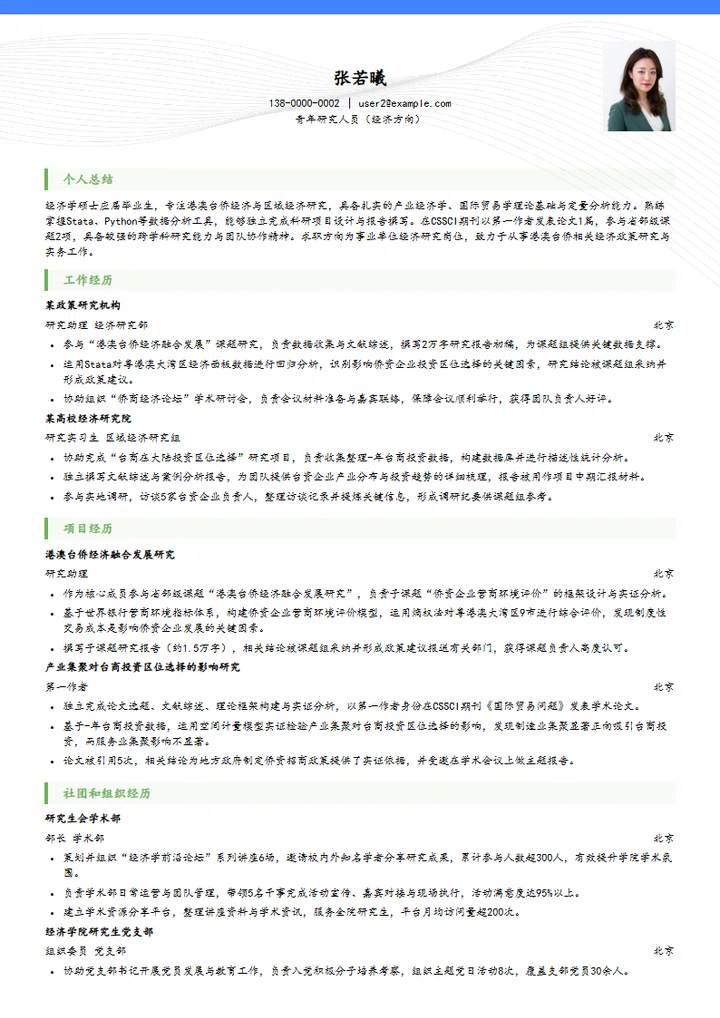 张若曦
138-0000-0002 | user2@example.com
青年研究人员（经济方向）
个人总结
经济学硕士应届毕业生，专注港澳台侨经济与区域经济研究，具备扎实的产业经济学、国际贸易学理论基础与定量分析能力。熟练
掌握Stata、Python等数据分析工具，能够独立完成科研项目设计与报告撰写。在CSSCI期刊以第一作者发表论文1篇，参与省部级课
题2项，具备较强的跨学科研究能力与团队协作精神。求职方向为事业单位经济研究岗位，致力于从事港澳台侨相关经济政策研究与
实务工作。
工作经历
某政策研究机构
研究助理 经济研究部 北京
• 参与“港澳台侨经济融合发展”课题研究，负责数据收集与文献综述，撰写2万字研究报告初稿，为课题组提供关键数据支撑。
• 运用Stata对粤港澳大湾区经济面板数据进行回归分析，识别影响侨资企业投资区位选择的关键因素，研究结论被课题组采纳并
形成政策建议。
• 协助组织“侨商经济论坛”学术研讨会，负责会议材料准备与嘉宾联络，保障会议顺利举行，获得团队负责人好评。
某高校经济研究院
研究实习生 区域经济研究组 北京
• 协助完成“台商在大陆投资区位选择”研究项目，负责收集整理-年台商投资数据，构建数据库并进行描述性统计分析。
• 独立撰写文献综述与案例分析报告，为团队提供台资企业产业分布与投资趋势的详细梳理，报告被用作项目中期汇报材料。
• 参与实地调研，访谈5家台资企业负责人，整理访谈记录并提炼关键信息，形成调研纪要供课题组参考。
项目经历
港澳台侨经济融合发展研究
研究助理 北京
• 作为核心成员参与省部级课题“港澳台侨经济融合发展研究”，负责子课题“侨资企业营商环境评价”的框架设计与实证分析。
• 基于世界银行营商环境指标体系，构建侨资企业营商环境评价模型，运用熵权法对粤港澳大湾区9市进行综合评价，发现制度性
交易成本是影响侨资企业发展的关键因素。
• 撰写子课题研究报告（约1.5万字），相关结论被课题组采纳并形成政策建议报送有关部门，获得课题负责人高度认可。
产业集聚对台商投资区位选择的影响研究
第一作者 北京
• 独立完成论文选题、文献综述、理论框架构建与实证分析，以第一作者身份在CSSCI期刊《国际贸易问题》发表学术论文。
• 基于-年台商投资数据，运用空间计量模型实证检验产业集聚对台商投资区位选择的影响，发现制造业集聚显著正向吸引台商投
资，而服务业集聚影响不显著。
• 论文被引用5次，相关结论为地方政府制定侨资招商政策提供了实证依据，并受邀在学术会议上做主题报告。
社团和组织经历
研究生会学术部
部长 学术部 北京
• 策划并组织“经济学前沿论坛”系列讲座6场，邀请校内外知名学者分享研究成果，累计参与人数超300人，有效提升学院学术氛
围。
• 负责学术部日常运营与团队管理，带领5名干事完成活动宣传、嘉宾对接与现场执行，活动满意度达95%以上。
• 建立学术资源分享平台，整理讲座资料与学术资讯，服务全院研究生，平台月均访问量超200次。
经济学院研究生党支部
组织委员 党支部 北京
• 协助党支部书记开展党员发展与教育工作，负责入党积极分子培养考察，组织主题党日活动8次，覆盖支部党员30余人。